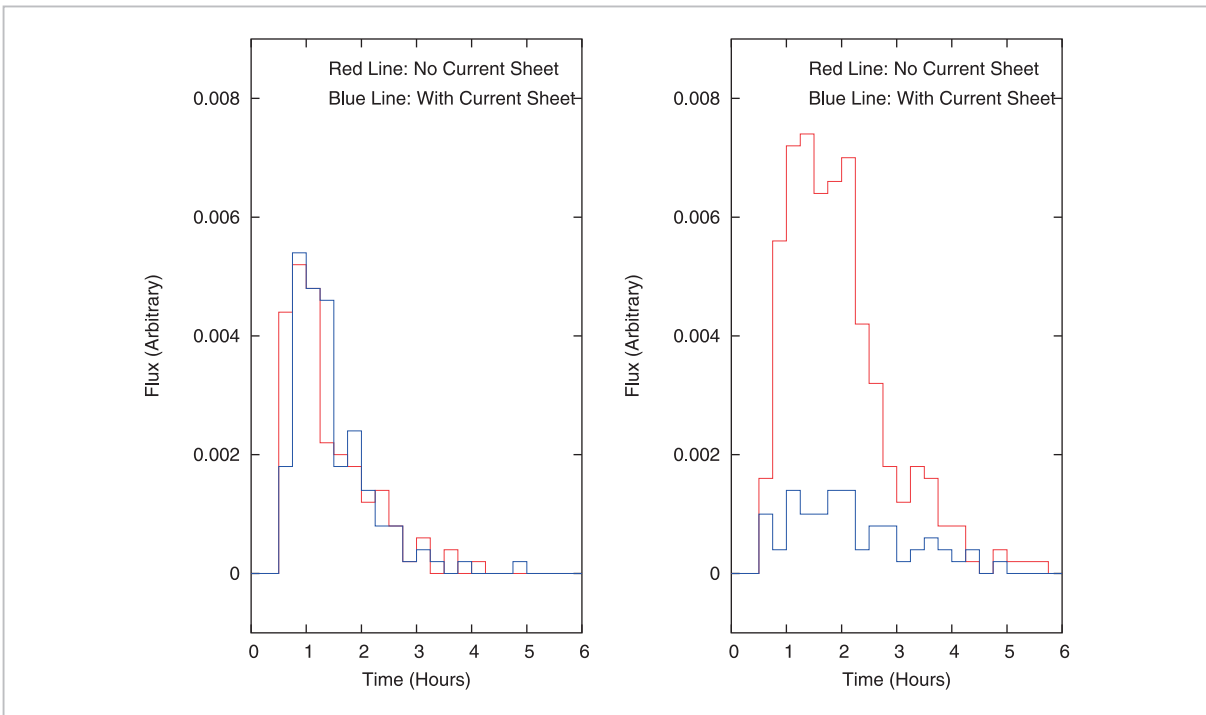 Red Line: No Current Sheet
Blue Line: With Current Sheet
0.008
0.006
0.004
0.002
0
Flux (Arbitrary)
0 1 2 3 4 5 6
Time (Hours)
Red Line: No Current Sheet
Blue Line: With Current Sheet
0.008
0.006
0.004
0.002
0
Flux (Arbitrary)
0 1 2 3 4 5 6
Time (Hours)